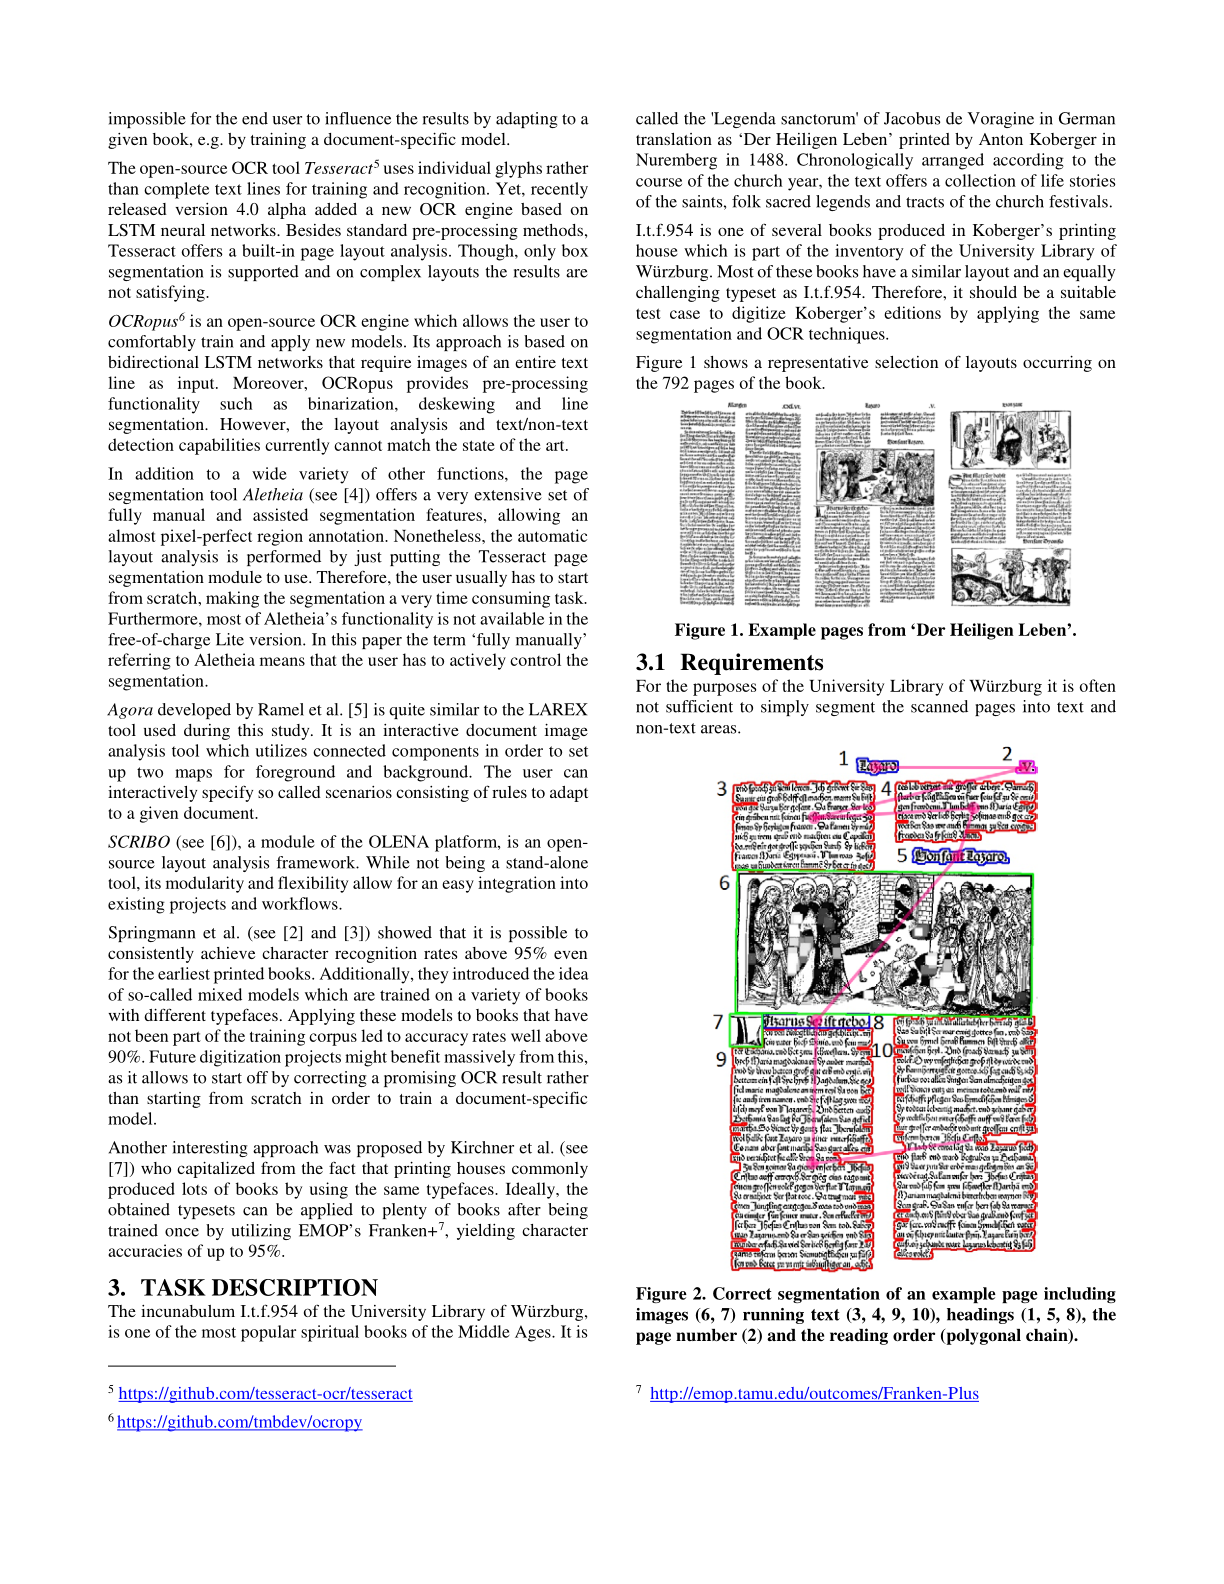 impossible for the end user to influence the results by adapting to a
given book, e.g. by training a document-specific model.
The open-source OCR tool Tesseract5 uses individual glyphs rather
than complete text lines for training and recognition. Yet, recently
released version 4.0 alpha added a new OCR engine based on
LSTM neural networks. Besides standard pre-processing methods,
Tesseract offers a built-in page layout analysis. Though, only box
segmentation is supported and on complex layouts the results are
not satisfying.
OCRopus6 is an open-source OCR engine which allows the user to
comfortably train and apply new models. Its approach is based on
bidirectional LSTM networks that require images of an entire text
line as input. Moreover, OCRopus provides pre-processing
functionality such as binarization, deskewing and line
segmentation. However, the layout analysis and text/non-text
detection capabilities currently cannot match the state of the art.
In addition to a wide variety of other functions, the page
segmentation tool Aletheia (see [4]) offers a very extensive set of
fully manual and assisted segmentation features, allowing an
almost pixel-perfect region annotation. Nonetheless, the automatic
layout analysis is performed by just putting the Tesseract page
segmentation module to use. Therefore, the user usually has to start
from scratch, making the segmentation a very time consuming task.
Furthermore, most of Aletheia's functionality is not available in the
free-of-charge Lite version. In this paper the term 'fully manually'
referring to Aletheia means that the user has to actively control the
segmentation.
Agora developed by Ramel et al. [5] is quite similar to the LAREX
tool used during this study. It is an interactive document image
analysis tool which utilizes connected components in order to set
up two maps for foreground and background. The user can
interactively specify so called scenarios consisting of rules to adapt
to a given document.
SCRIBO (see [6]), a module of the OLENA platform, is an open-
source layout analysis framework. While not being a stand-alone
tool, its modularity and flexibility allow for an easy integration into
existing projects and workflows.
Springmann et al. (see [2] and [3]) showed that it is possible to
consistently achieve character recognition rates above 95% even
for the earliest printed books. Additionally, they introduced the idea
of so-called mixed models which are trained on a variety of books
with different typefaces. Applying these models to books that have
not been part of the training corpus led to accuracy rates well above
90%. Future digitization projects might benefit massively from this,
as it allows to start off by correcting a promising OCR result rather
than starting from scratch in order to train a document-specific
model.
Another interesting approach was proposed by Kirchner et al. (see
[7]) who capitalized from the fact that printing houses commonly
produced lots of books by using the same typefaces. Ideally, the
obtained typesets can be applied to plenty of books after being
trained once by utilizing EMOP's Franken+7, yielding character
accuracies of up to 95%.
3. TASK DESCRIPTION
The incunabulum I.t.f.954 of the University Library of Würzburg,
is one of the most popular spiritual books of the Middle Ages. It is
5 https://github.com/tesseract-ocr/tesseract
6 https://github.com/tmbdev/ocropy
called the 'Legenda sanctorum' of Jacobus de Voragine in German
translation as ‘Der Heiligen Leben’ printed by Anton Koberger in
Nuremberg in 1488. Chronologically arranged according to the
course of the church year, the text offers a collection of life stories
of the saints, folk sacred legends and tracts of the church festivals.
I.t.f.954 is one of several books produced in Koberger's printing
house which is part of the inventory of the University Library of
Würzburg. Most of these books have a similar layout and an equally
challenging typeset as I.t.f.954. Therefore, it should be a suitable
test case to digitize Koberger's editions by applying the same
segmentation and OCR techniques.
Figure 1 shows a representative selection of layouts occurring on
the 792 pages of the book.
Figure 1. Example pages from ‘Der Heiligen Leben’.
3.1 Requirements
For the purposes of the University Library of Würzburg it is often
not sufficient to simply segment the scanned pages into text and
non-text areas.
1 Lazaro 2
3 4
5
6
7 8
9 10
Figure 2. Correct segmentation of an example page including
images (6, 7) running text (3, 4, 9, 10), headings (1, 5, 8), the
page number (2) and the reading order (polygonal chain).
7 http://emop.tamu.edu/outcomes/Franken-Plus